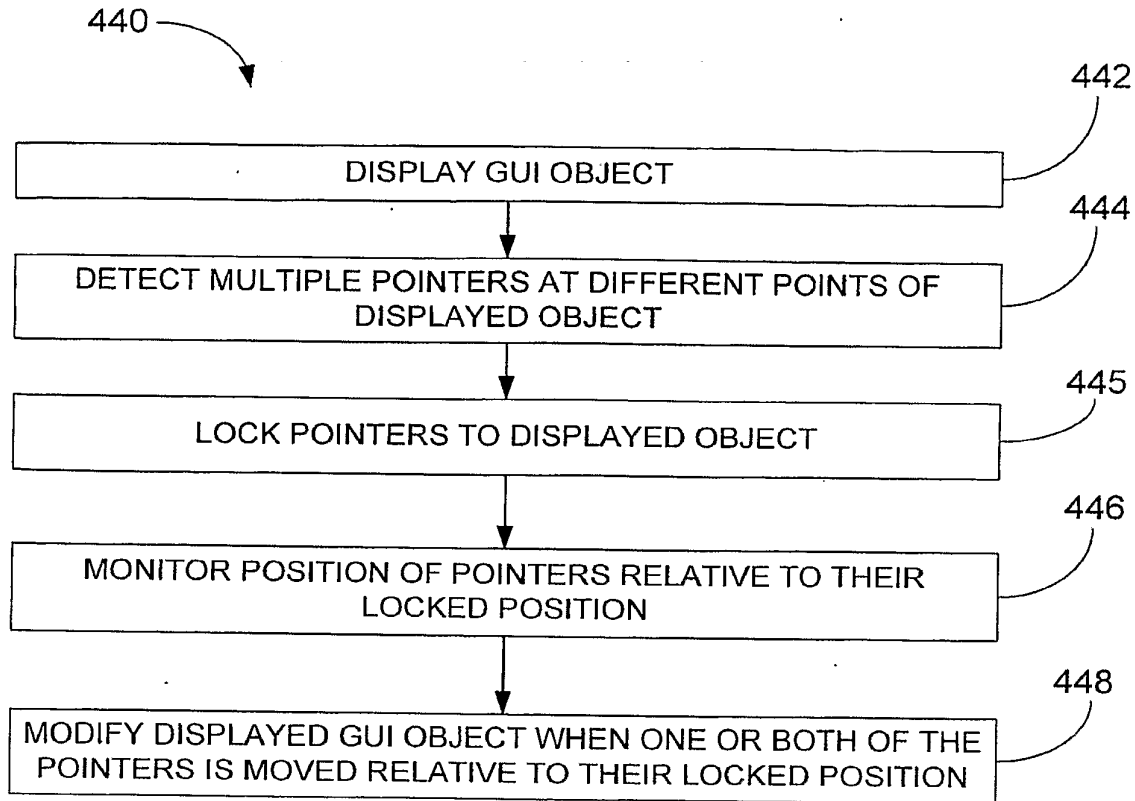 440
442
DISPLAY GUI OBJECT
444
DETECT MULTIPLE POINTERS AT DIFFERENT POINTS OF
DISPLAYED OBJECT
445
LOCK POINTERS TO DISPLAYED OBJECT
446
MONITOR POSITION OF POINTERS RELATIVE TO THEIR
LOCKED POSITION
448
MODIFY DISPLAYED GUI OBJECT WHEN ONE OR BOTH OF THE
POINTERS IS MOVED RELATIVE TO THEIR LOCKED POSITION